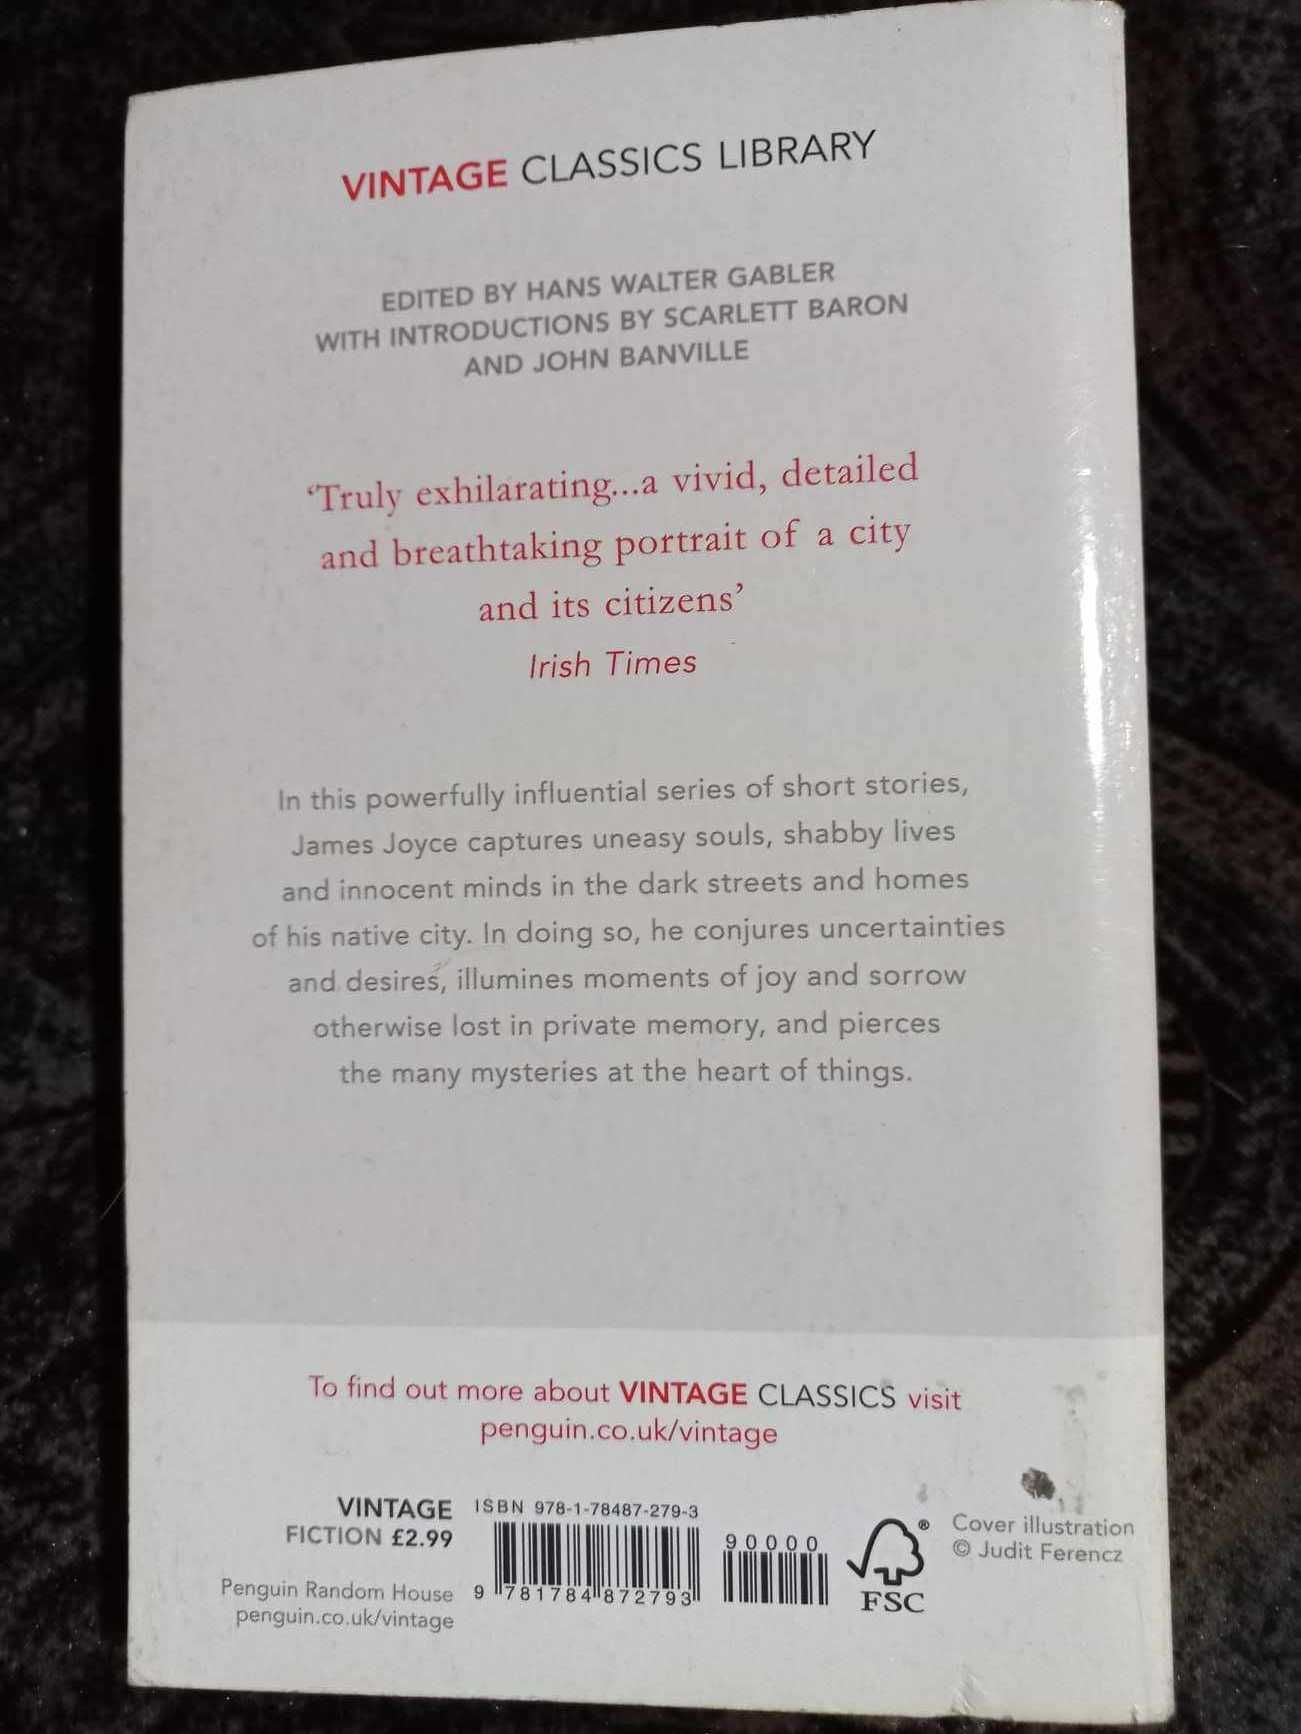 VINTAGE CLASSICS LIBRARY
EDITED BY HANS WALTER GABLER
WITH INTRODUCTIONS BY SCARLETT BARON
AND JOHN BANVILLE
‘Truly exhilarating...a vivid, detailed
and breathtaking portrait of a city
and its citizens’
Irish Times
In this powerfully influential series of short stories,
James Joyce captures uneasy souls, shabby lives
and innocent minds in the dark streets and homes
of his native city. In doing so, he conjures uncertainties
and desires, illumines moments of joy and sorrow
otherwise lost in private memory, and pierces
the many mysteries at the heart of things.
To find out more about VINTAGE CLASSICS visit
penguin.co.uk/vintage
VINTAGE
FICTION £2.99
Penguin Random House
penguin.co.uk/vintage
ISBN 978-1-78487-279-3
9 781784 872793
90000
®
FSC
Cover illustration
© Judit Ferencz